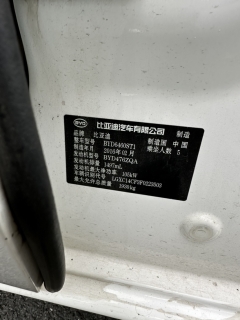 BYD 比亚迪汽车有限公司 制造
品牌 比亚迪 制造国 中国
整车型号 BYD6460ST1 乘坐人数 5
制造年月 2016年02月
发动机型号 BYD476ZQA
发动机排量 1497mL
发动机最大净功率 105kW
车辆识别代号
最大允许总质量